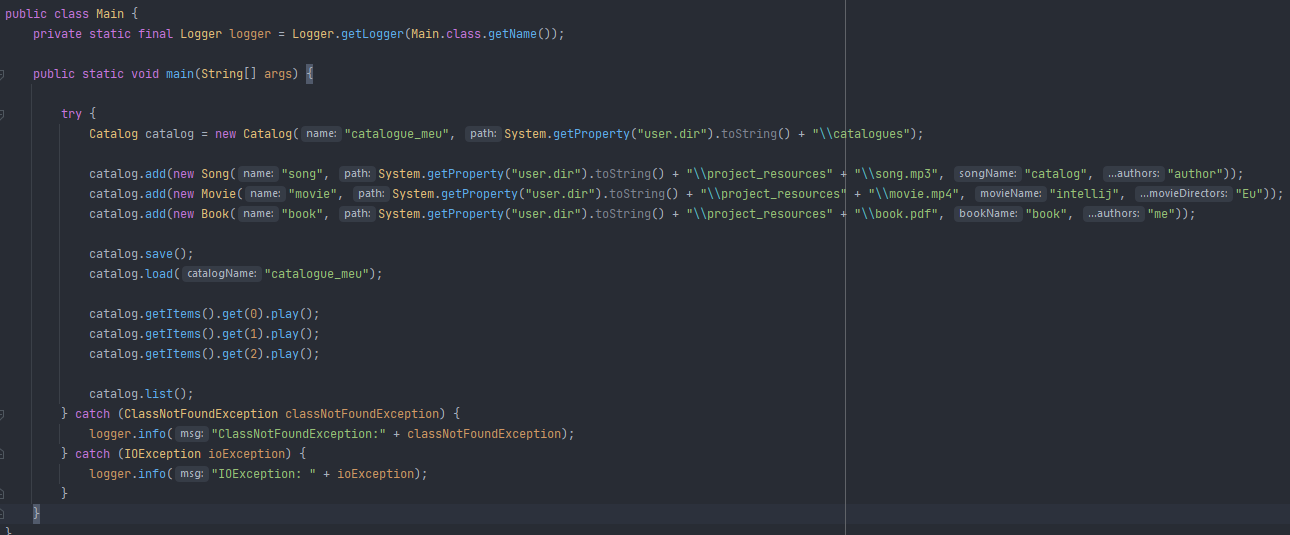 public class Main {
private static final Logger logger = Logger.getLogger(Main.class.getName());
public static void main(String[] args) {
try {
Catalog catalog = new Catalog( name: "catalogue_meu", path: System.getProperty("user.dir").toString() + "\\catalogues");
catalog.add(new Song( name: "song", path: System.getProperty("user.dir").toString() + "\\project_resources" + "\\song.mp3", songName: "catalog", ...authors: "author"));
catalog.add(new Movie( name: "movie", path: System.getProperty("user.dir").toString() + "\\project_resources" + "\\movie.mp4", movieName: "intellij", ...movieDirectors: "Eu"));
catalog.add(new Book( name: "book", path: System.getProperty("user.dir").toString() + "\\project_resources" + "\\book.pdf", bookName: "book", ...authors: "me"));
catalog.save();
catalog.load( catalogName: "catalogue_meu");
catalog.getItems().get(0).play();
catalog.getItems().get(1).play();
catalog.getItems().get(2).play();
catalog.list();
} catch (ClassNotFoundException classNotFoundException) {
logger.info( msg: "ClassNotFoundException:" + classNotFoundException);
} catch (IOException ioException) {
logger.info( msg: "IOException: " + ioException);
}
}
}